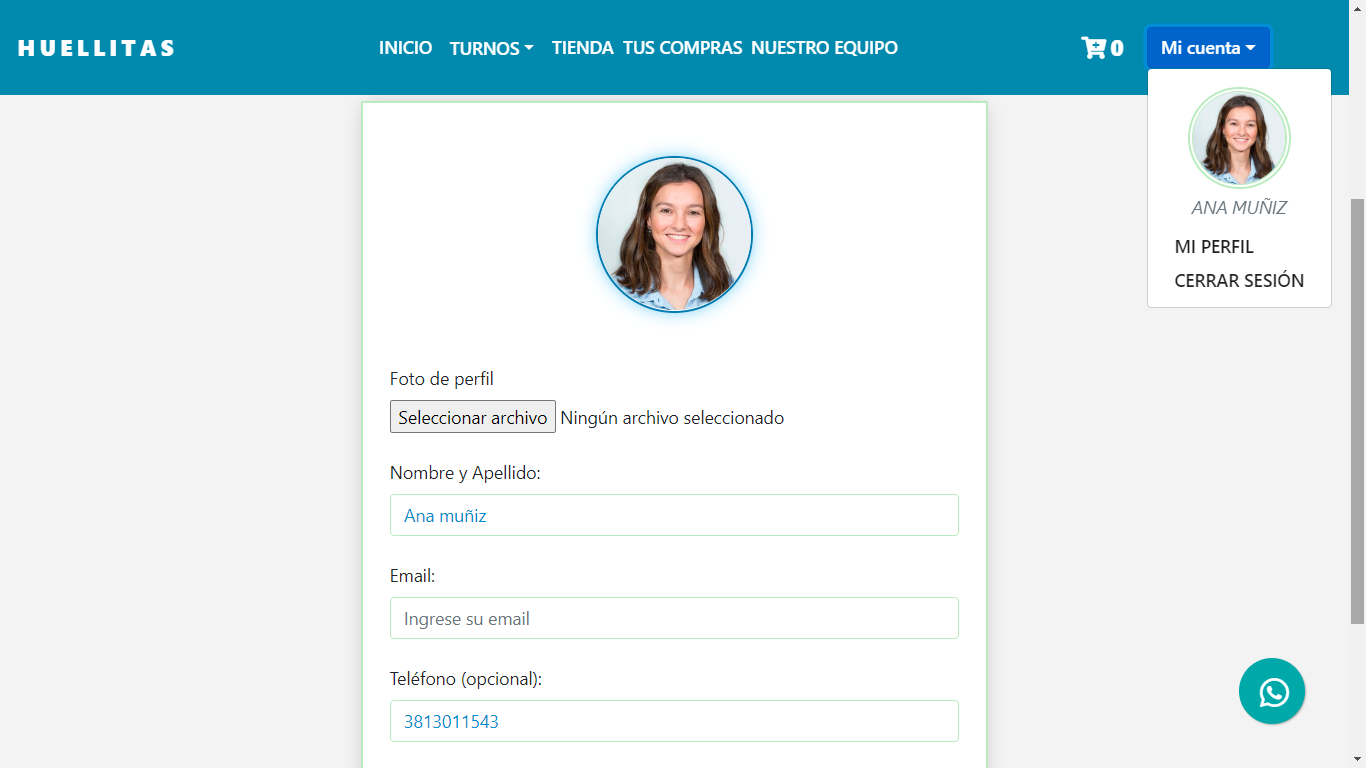 HUELLITAS
INICIO TURNOS TIENDA TUS COMPRAS NUESTRO EQUIPO
0
Mi cuenta
ANA MUÑIZ
MI PERFIL
CERRAR SESIÓN
Foto de perfil
Seleccionar archivo Ningún archivo seleccionado
Nombre y Apellido:
Ana muñiz
Email:
Ingrese su email
Teléfono (opcional):
3813011543